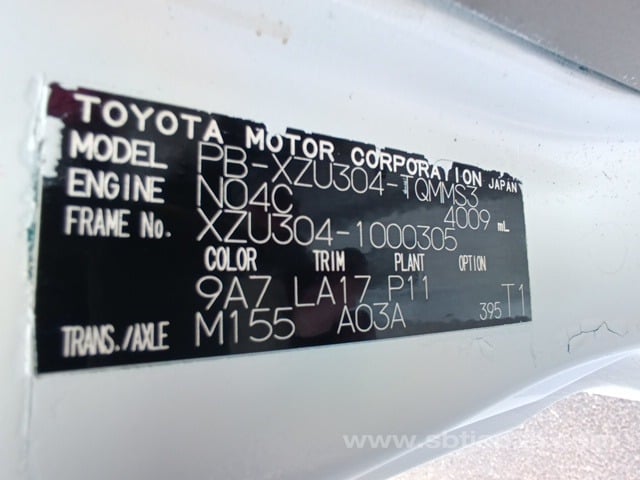 TOYOTA MOTOR CORPORATION JAPAN
MODEL PB-XZU304-TQMMS3
ENGINE N04C 4009 mL
FRAME No. XZU304-1000305
COLOR TRIM PLANT OPTION
9A7 LA17 P11
TRANS./AXLE M155 A03A 395 T1